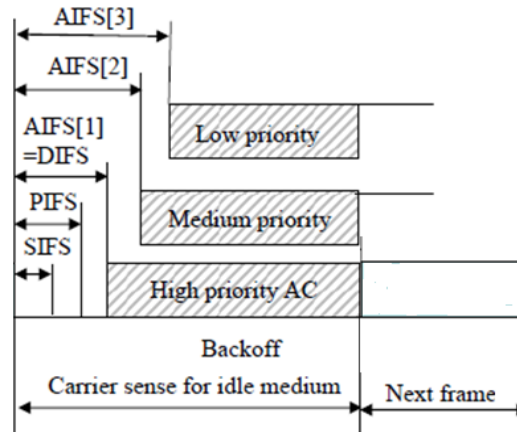 AIFS[3]
AIFS[2]
AIFS[1]
=DIFS
PIFS
SIFS
Low priority
Medium priority
High priority AC
Backoff
Carrier sense for idle medium
Next frame